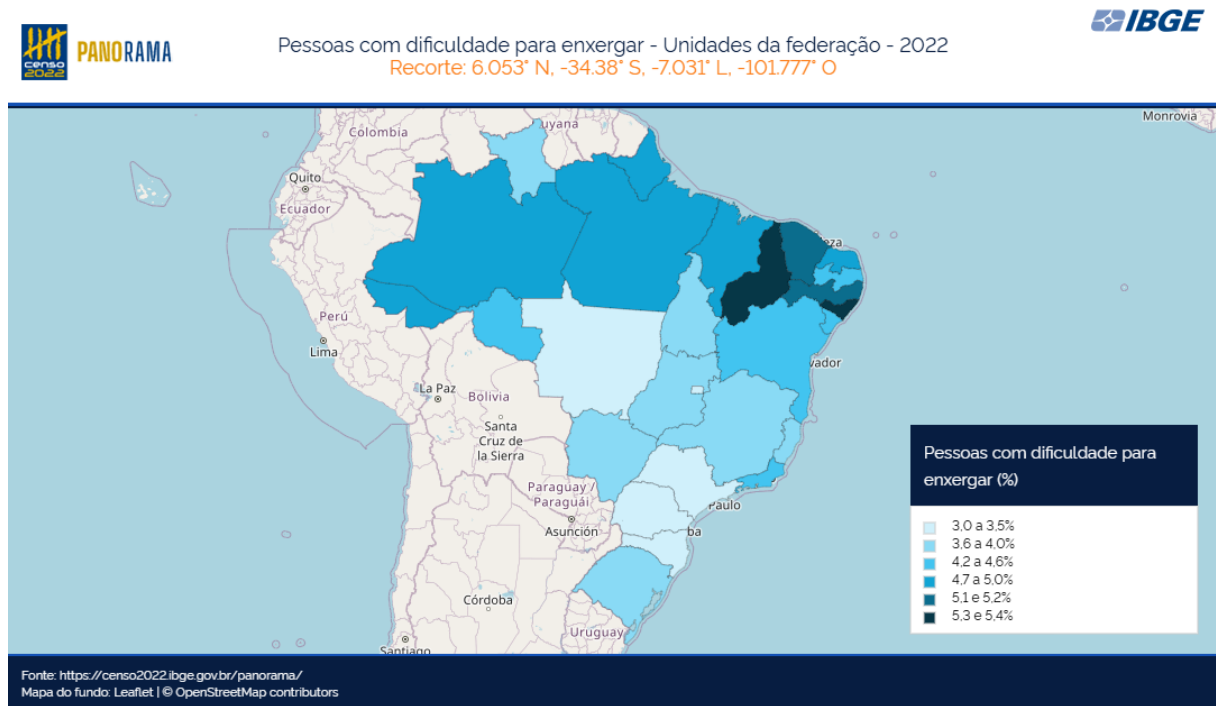 censo
2022
PANORAMA
Pessoas com dificuldade para enxergar - Unidades da federação - 2022
Recorte: 6.053° N, -34.38° S, -7.031° L, -101.777° O
IBGE
Monrovia
uyana
Colombia
Quito
Ecuador
eza
Perú
Lima
vador
La Paz
Bolivia
Santa
Cruz de
la Sierra
Paraguay /
Paraguái
Paulo
Asunción
ba
Córdoba
Uruguay
Santiago
Pessoas com dificuldade para
enxergar (%)
3,0 a 3,5%
3,6 a 4,0%
4,2 a 4,6%
4,7 a 5,0%
5,1 e 5,2%
5,3 e 5,4%
Fonte: https://censo2022.ibge.gov.br/panorama/
Mapa do fundo: Leaflet | © OpenStreetMap contributors